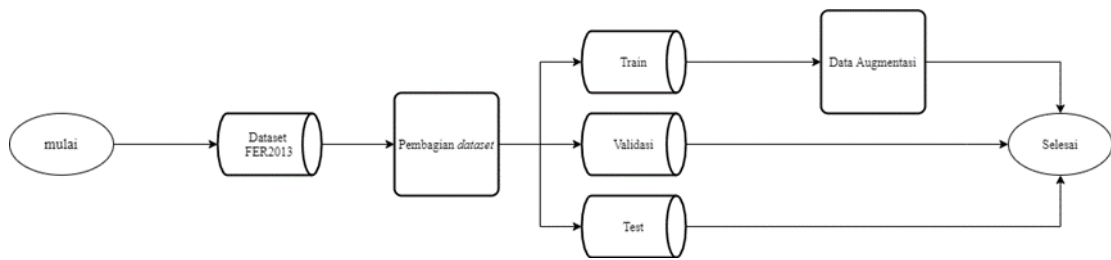 mulai
Dataset
FER2013
Pembagian dataset
Train
Data Augmentasi
Validasi
Test
Selesai